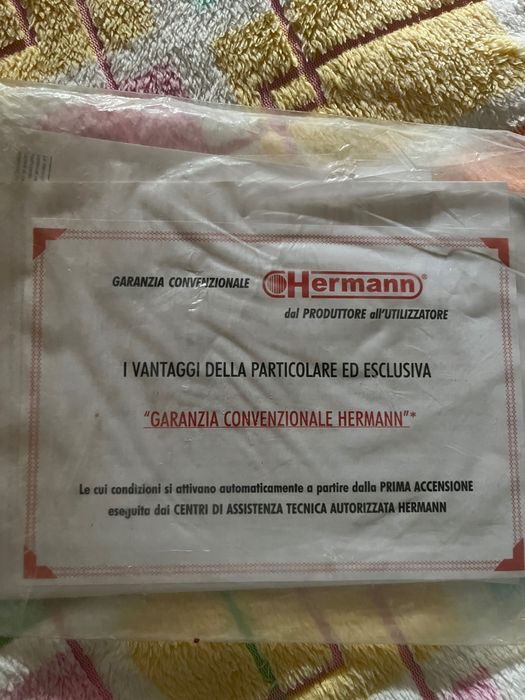 GARANZIA CONVENZIONALE Hermann®
dal PRODUTTORE all'UTILIZZATORE
I VANTAGGI DELLA PARTICOLARE ED ESCLUSIVA
"GARANZIA CONVENZIONALE HERMANN"*
Le cui condizioni si attivano automaticamente a partire dalla PRIMA ACCENSIONE
eseguita dai CENTRI DI ASSISTENZA TECNICA AUTORIZZATA HERMANN